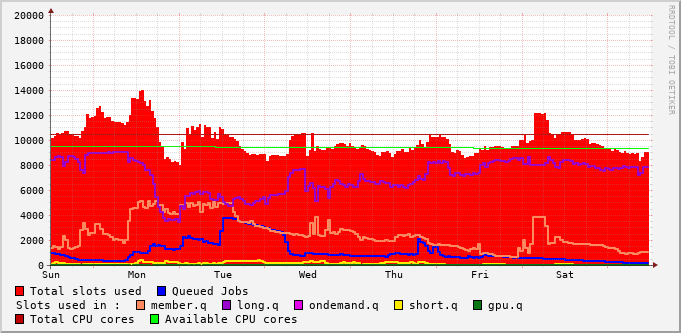 20000
18000
16000
14000
12000
10000
8000
6000
4000
2000
0
Sun Mon Tue Wed Thu Fri Sat
RRDTOOL / TOBI OETIKER
Total slots used Queued Jobs
Slots used in : member.q long.q ondemand.q short.q gpu.q
Total CPU cores Available CPU cores